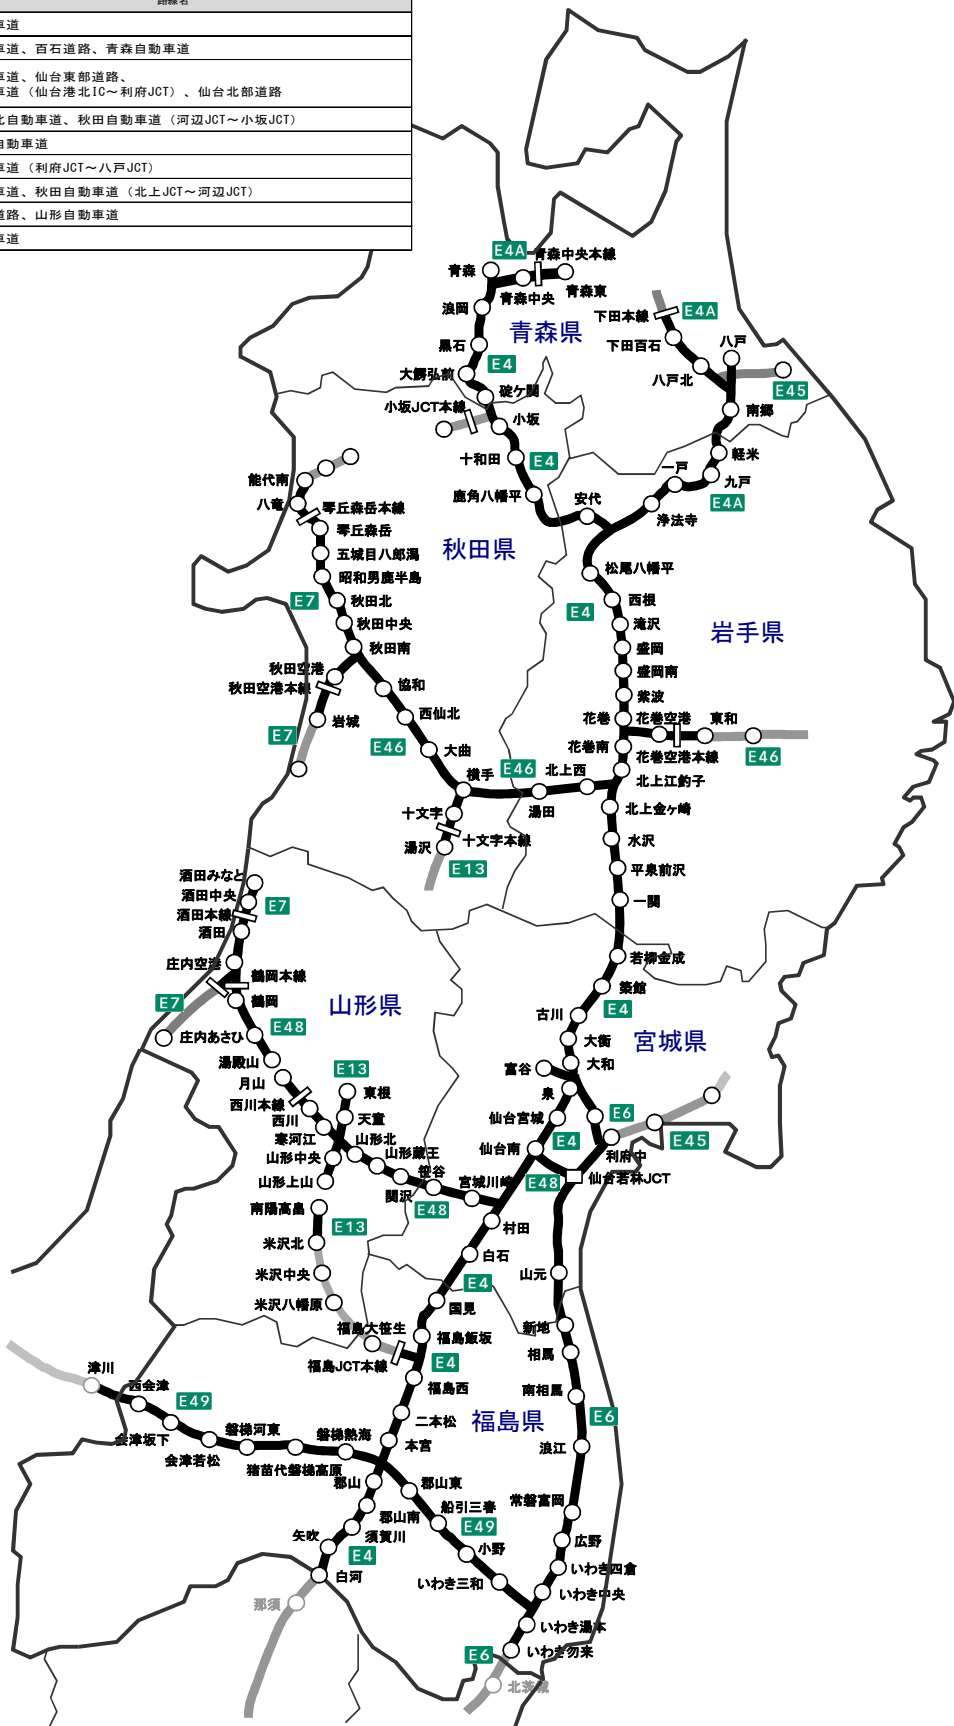 路線名
車道
車道、百石道路、青森自動車道
車道、仙台東部道路、
車道（仙台港北IC～利府JCT）、仙台北部道路
北自動車道、秋田自動車道（河辺JCT～小坂JCT）
自動車道
車道（利府JCT～八戸JCT）
車道、秋田自動車道（北上JCT～河辺JCT）
道路、山形自動車道
車道
E4A
青森中央本線
青森
青森中央
青森東
浪岡
下田本線
E4A
青森県
黒石
下田百石
八戸
E4
大鰐弘前
八戸北
碇ケ関
E45
小坂JCT本線
南郷
小坂
十和田
E4
軽米
一戸
能代南
九戸
鹿角八幡平
安代
八竜
琴丘森岳本線
E4A
浄法寺
琴丘森岳
五城目八郎潟
秋田県
昭和男鹿半島
松尾八幡平
E7
秋田北
西根
E4
秋田中央
滝沢
岩手県
秋田南
盛岡
秋田空港
盛岡南
秋田空港本線
協和
紫波
岩城
西仙北
花巻
花巻空港
東和
E7
E46
大曲
花巻南
花巻空港本線
E46
横手
E46
北上西
北上江釣子
十文字
湯田
北上金ヶ崎
湯沢
十文字本線
水沢
E13
平泉前沢
酒田みなと
酒田中央
E7
一関
酒田本線
酒田
庄内空港
若柳金成
鶴岡本線
築館
E7
鶴岡
山形県
E4
古川
庄内あさひ
E48
大衡
宮城県
湯殿山
大和
月山
E13
富谷
東根
泉
西川本線
E6
西川
天童
仙台宮城
寒河江
山形北
E4
E45
山形中央
山形蔵王
仙台南
利府中
山形上山
笹谷
宮城川崎
E48
仙台若林JCT
関沢
南陽高畠
E48
E13
村田
米沢北
白石
米沢中央
E4
山元
米沢八幡原
国見
福島大笹生
福島飯坂
新地
福島JCT本線
E4
相馬
津川
西会津
福島西
南相馬
E49
二本松
福島県
E6
会津坂下
磐梯河東
磐梯熱海
本宮
浪江
会津若松
猪苗代磐梯高原
郡山
郡山東
常磐富岡
郡山南
船引三春
矢吹
須賀川
E49
広野
E4
小野
白河
いわき三和
いわき四倉
那須
いわき中央
いわき湯本
E6
いわき勿来
北茨城